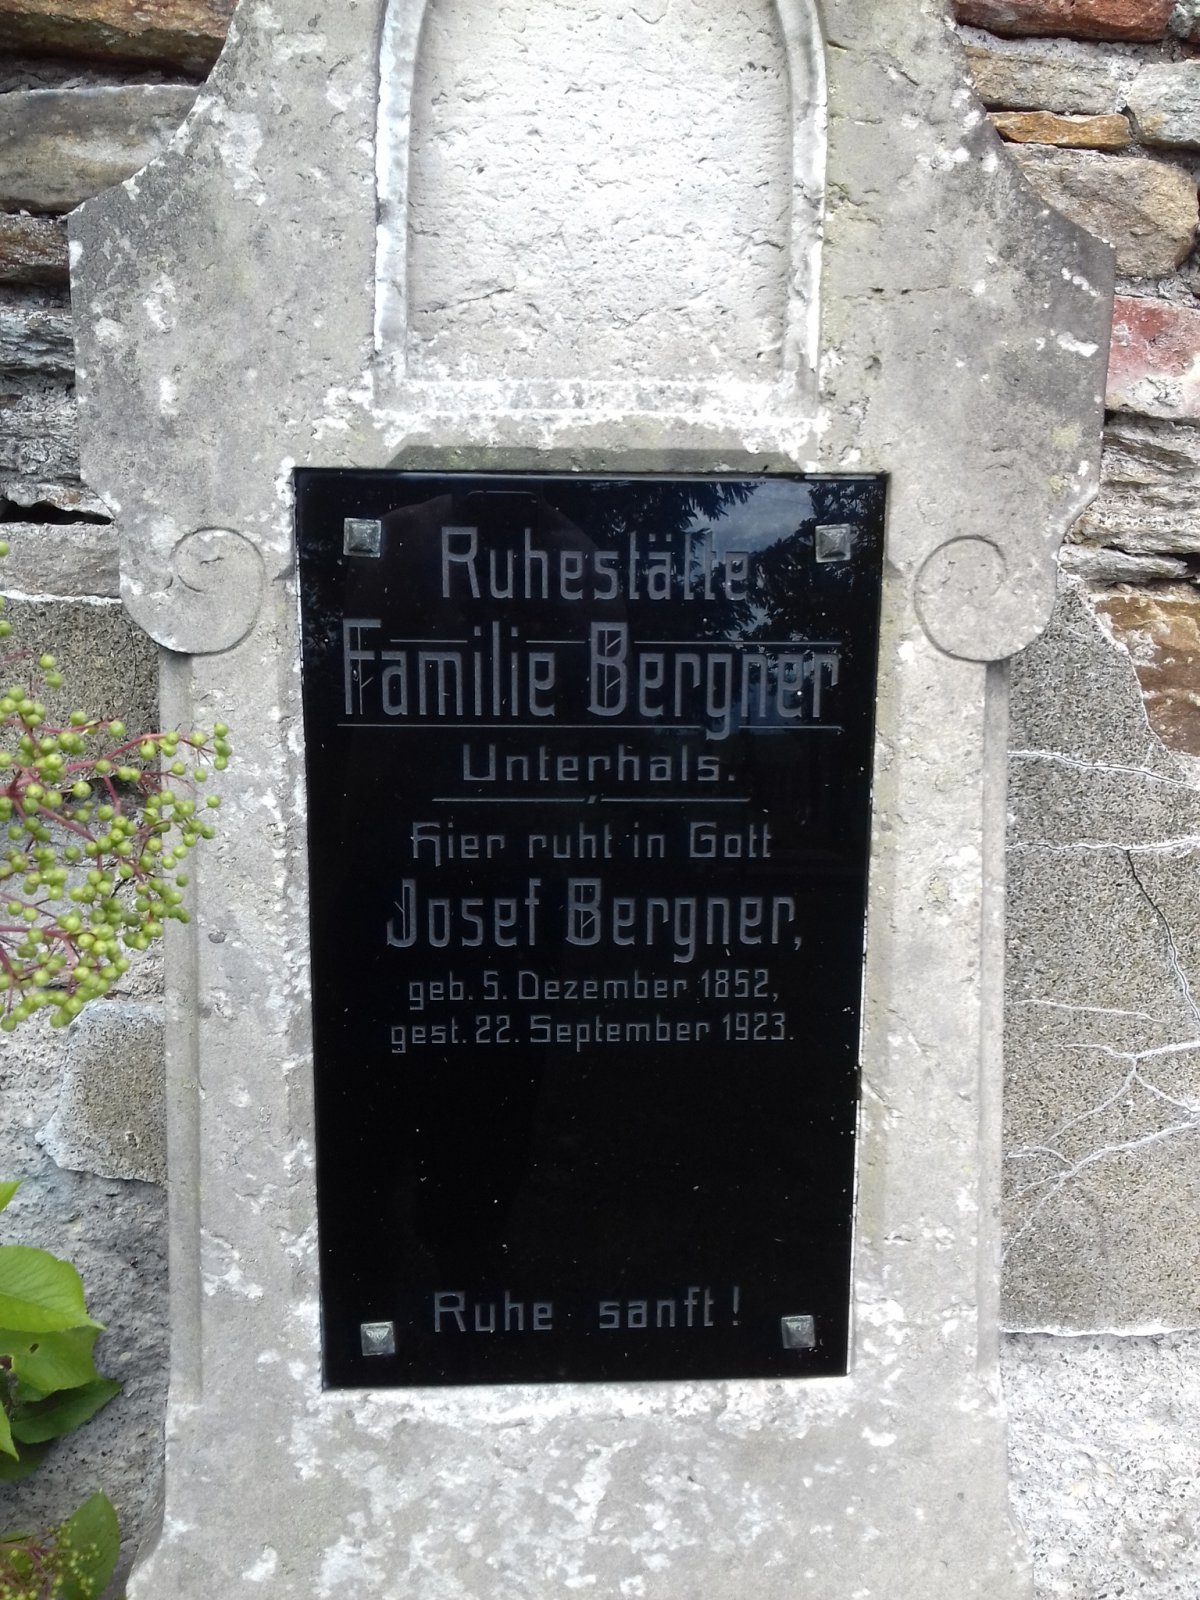 Ruhestätte
Familie Bergner
Unterhals.
Hier ruht in Gott
Josef Bergner,
geb. 5. Dezember 1852,
gest. 22. September 1923.
Ruhe sanft!